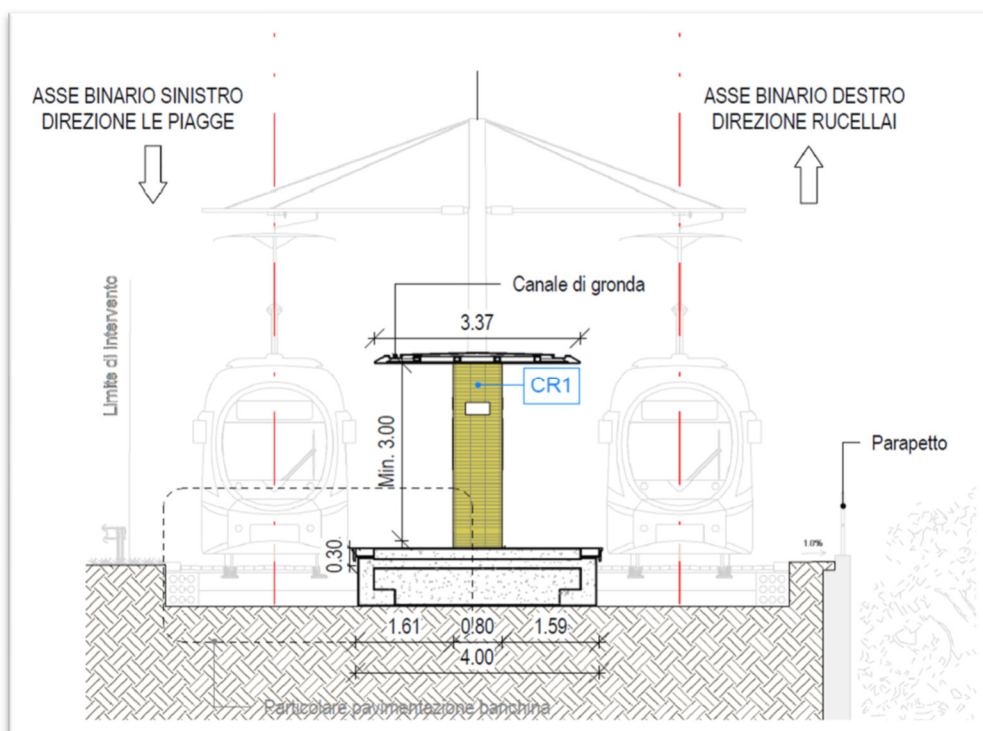 ASSE BINARIO SINISTRO
DIREZIONE LE PIAGGE
ASSE BINARIO DESTRO
DIREZIONE RUCELLAI
Canale di gronda
3.37
Limite di intervento
CR1
Min. 3.00
Parapetto
1.0%
0.30
1.61
0.80
1.59
4.00
Particolare pavimentazione banchina